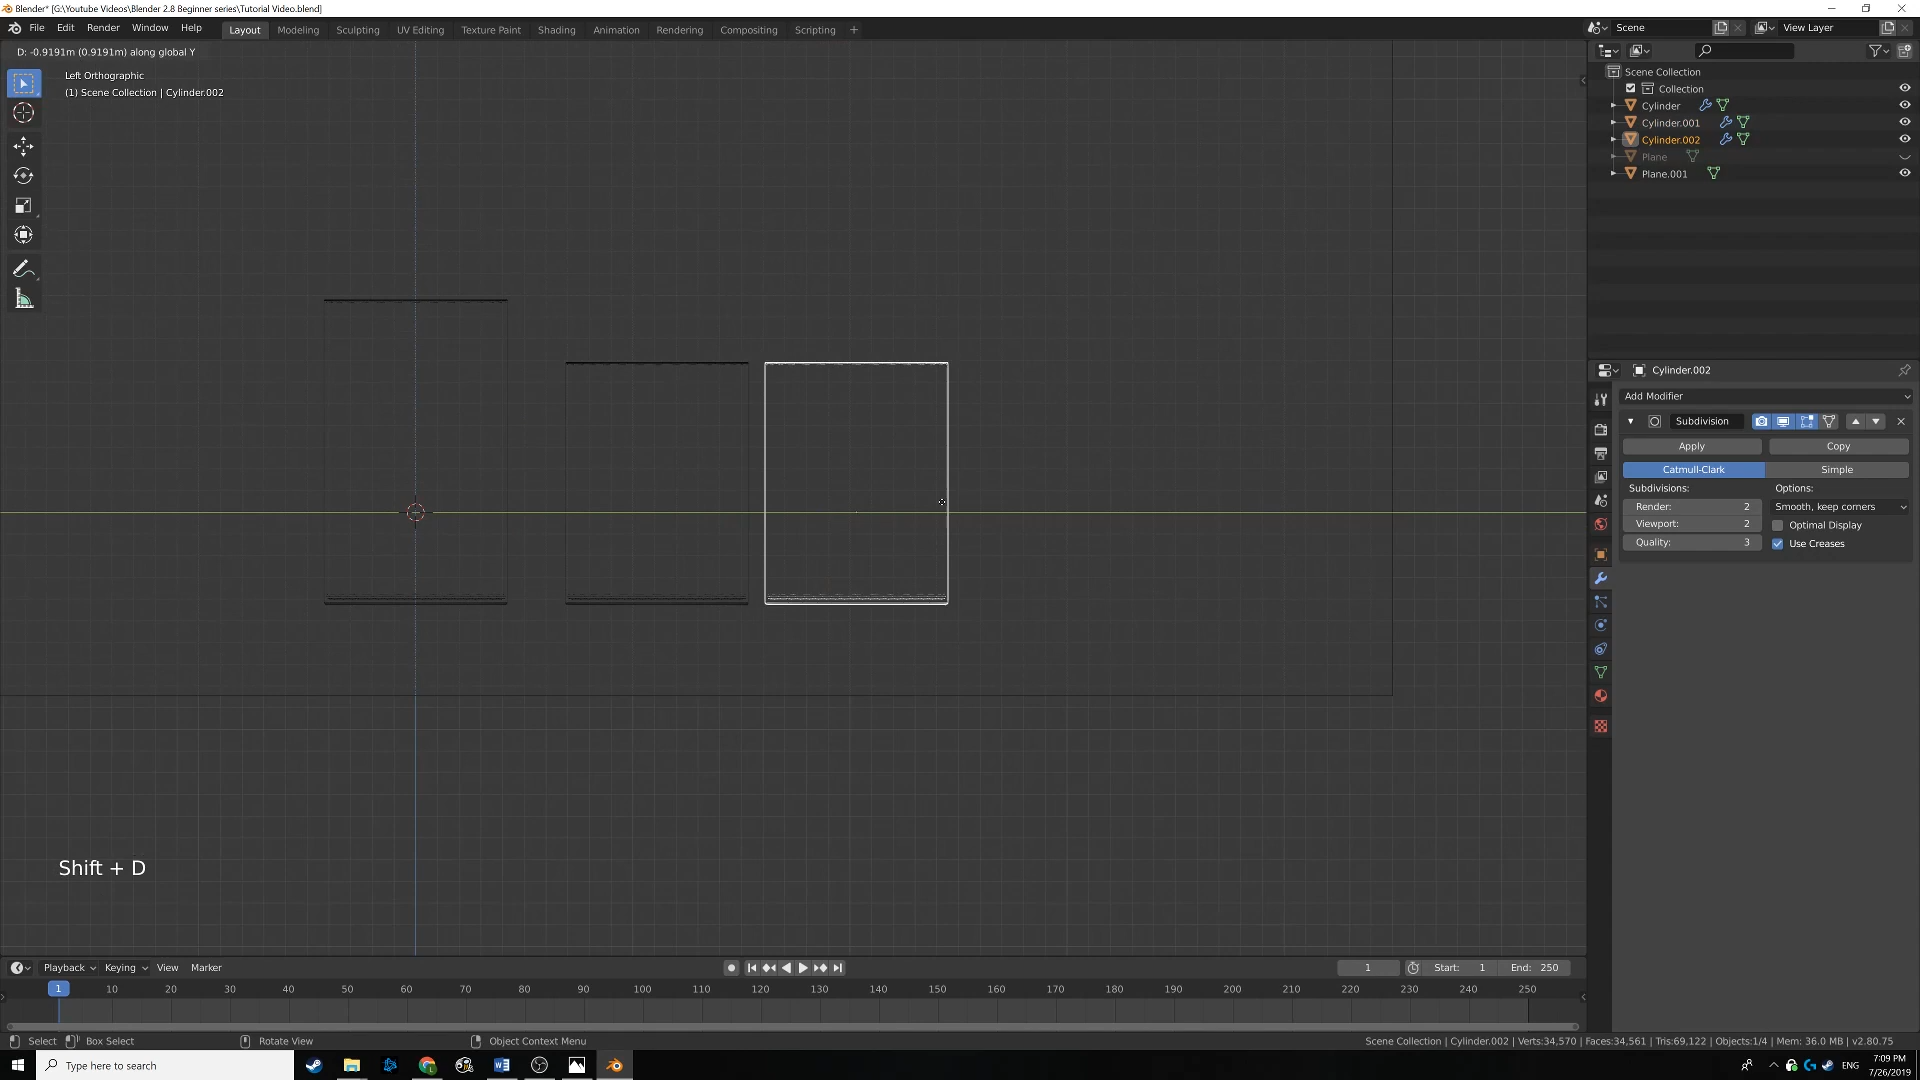 Blender* [G:\Youtube Videos\Blender 2.8 Beginner series\Tutorial Video.blend]
File Edit Render Window Help
Layout Modeling Sculpting UV Editing Texture Paint Shading Animation Rendering Compositing Scripting +
Scene
View Layer
D: -0.9191m (0.9191m) along global Y
Left Orthographic
(1) Scene Collection | Cylinder.002
Scene Collection
Collection
Cylinder
Cylinder.001
Cylinder.002
Plane
Plane.001
Cylinder.002
Add Modifier
Subdivision
Apply Copy
Catmull-Clark Simple
Subdivisions: Options:
Render: 2 Smooth, keep corners
Viewport: 2 Optimal Display
Quality: 3 Use Creases
Shift + D
Playback Keying View Marker
1 Start: 1 End: 250
1 10 20 30 40 50 60 70 80 90 100 110 120 130 140 150 160 170 180 190 200 210 220 230 240 250
Select Box Select Rotate View Object Context Menu
Scene Collection | Cylinder.002 | Verts:34,570 | Faces:34,561 | Tris:69,122 | Objects:1/4 | Mem: 36.0 MB | v2.80.75
Type here to search
ENG
7:09 PM
7/26/2019